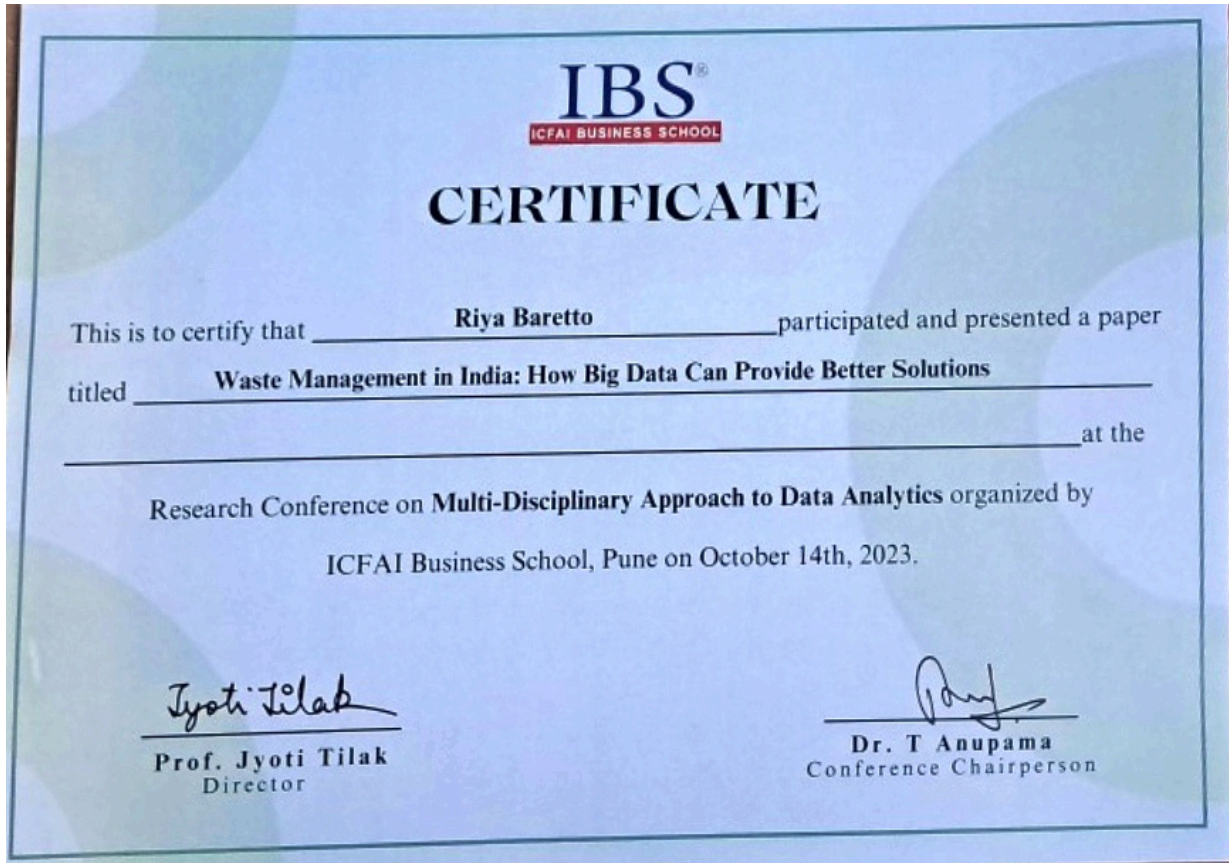 IBS®
ICFAI BUSINESS SCHOOL
CERTIFICATE
This is to certify that Riya Baretto participated and presented a paper
titled Waste Management in India: How Big Data Can Provide Better Solutions
at the
Research Conference on Multi-Disciplinary Approach to Data Analytics organized by
ICFAI Business School, Pune on October 14th, 2023.
Jyoti Tilak
Prof. Jyoti Tilak
Director
Dr. T Anupama
Conference Chairperson